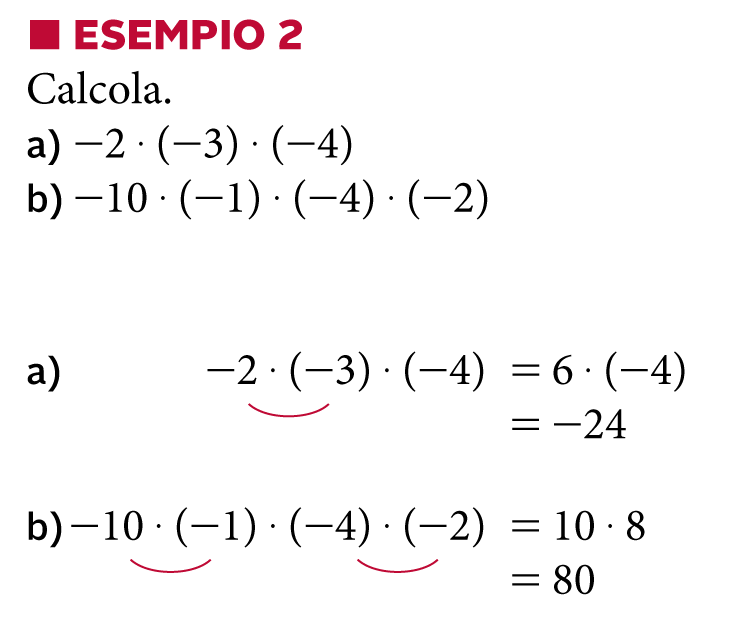 ■ ESEMPIO 2
Calcola.
a) −2 · (−3) · (−4)
b) −10 · (−1) · (−4) · (−2)
a) −2 · (−3) · (−4) = 6 · (−4)
= −24
b) −10 · (−1) · (−4) · (−2) = 10 · 8
= 80